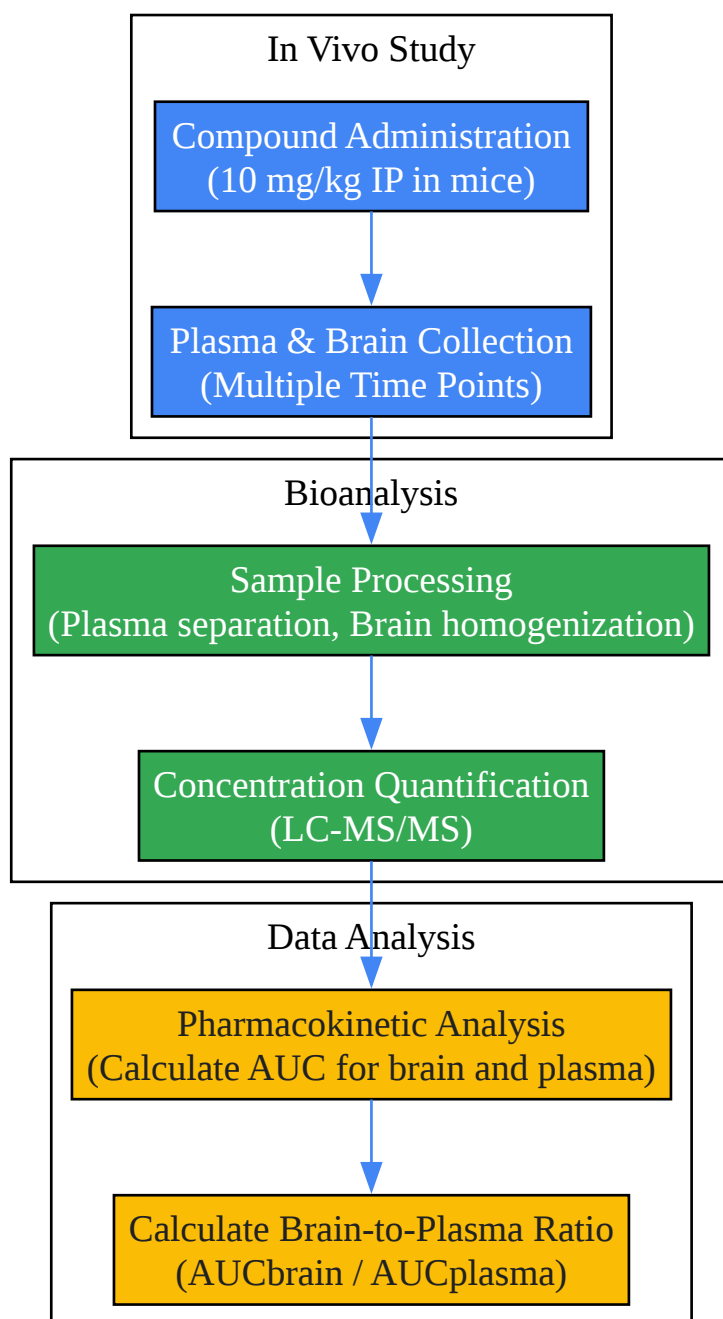 In Vivo Study
Compound Administration
(10 mg/kg IP in mice)
Plasma & Brain Collection
(Multiple Time Points)
Bioanalysis
Sample Processing
(Plasma separation, Brain homogenization)
Concentration Quantification
(LC-MS/MS)
Data Analysis
Pharmacokinetic Analysis
(Calculate AUC for brain and plasma)
Calculate Brain-to-Plasma Ratio
(AUCbrain / AUCplasma)